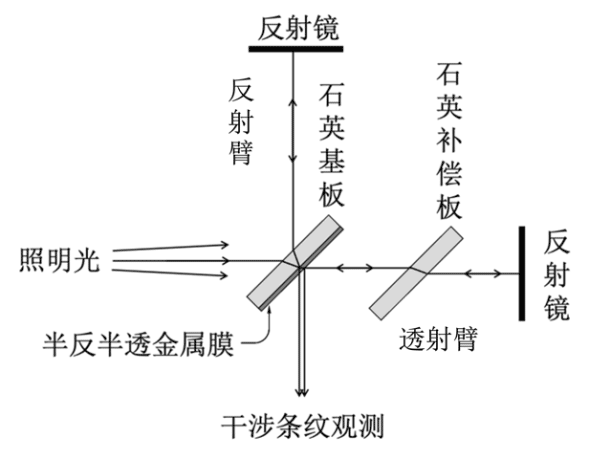 反射镜
反射臂
石英基板
石英补偿板
照明光
反射镜
半反半透金属膜
透射臂
干涉条纹观测